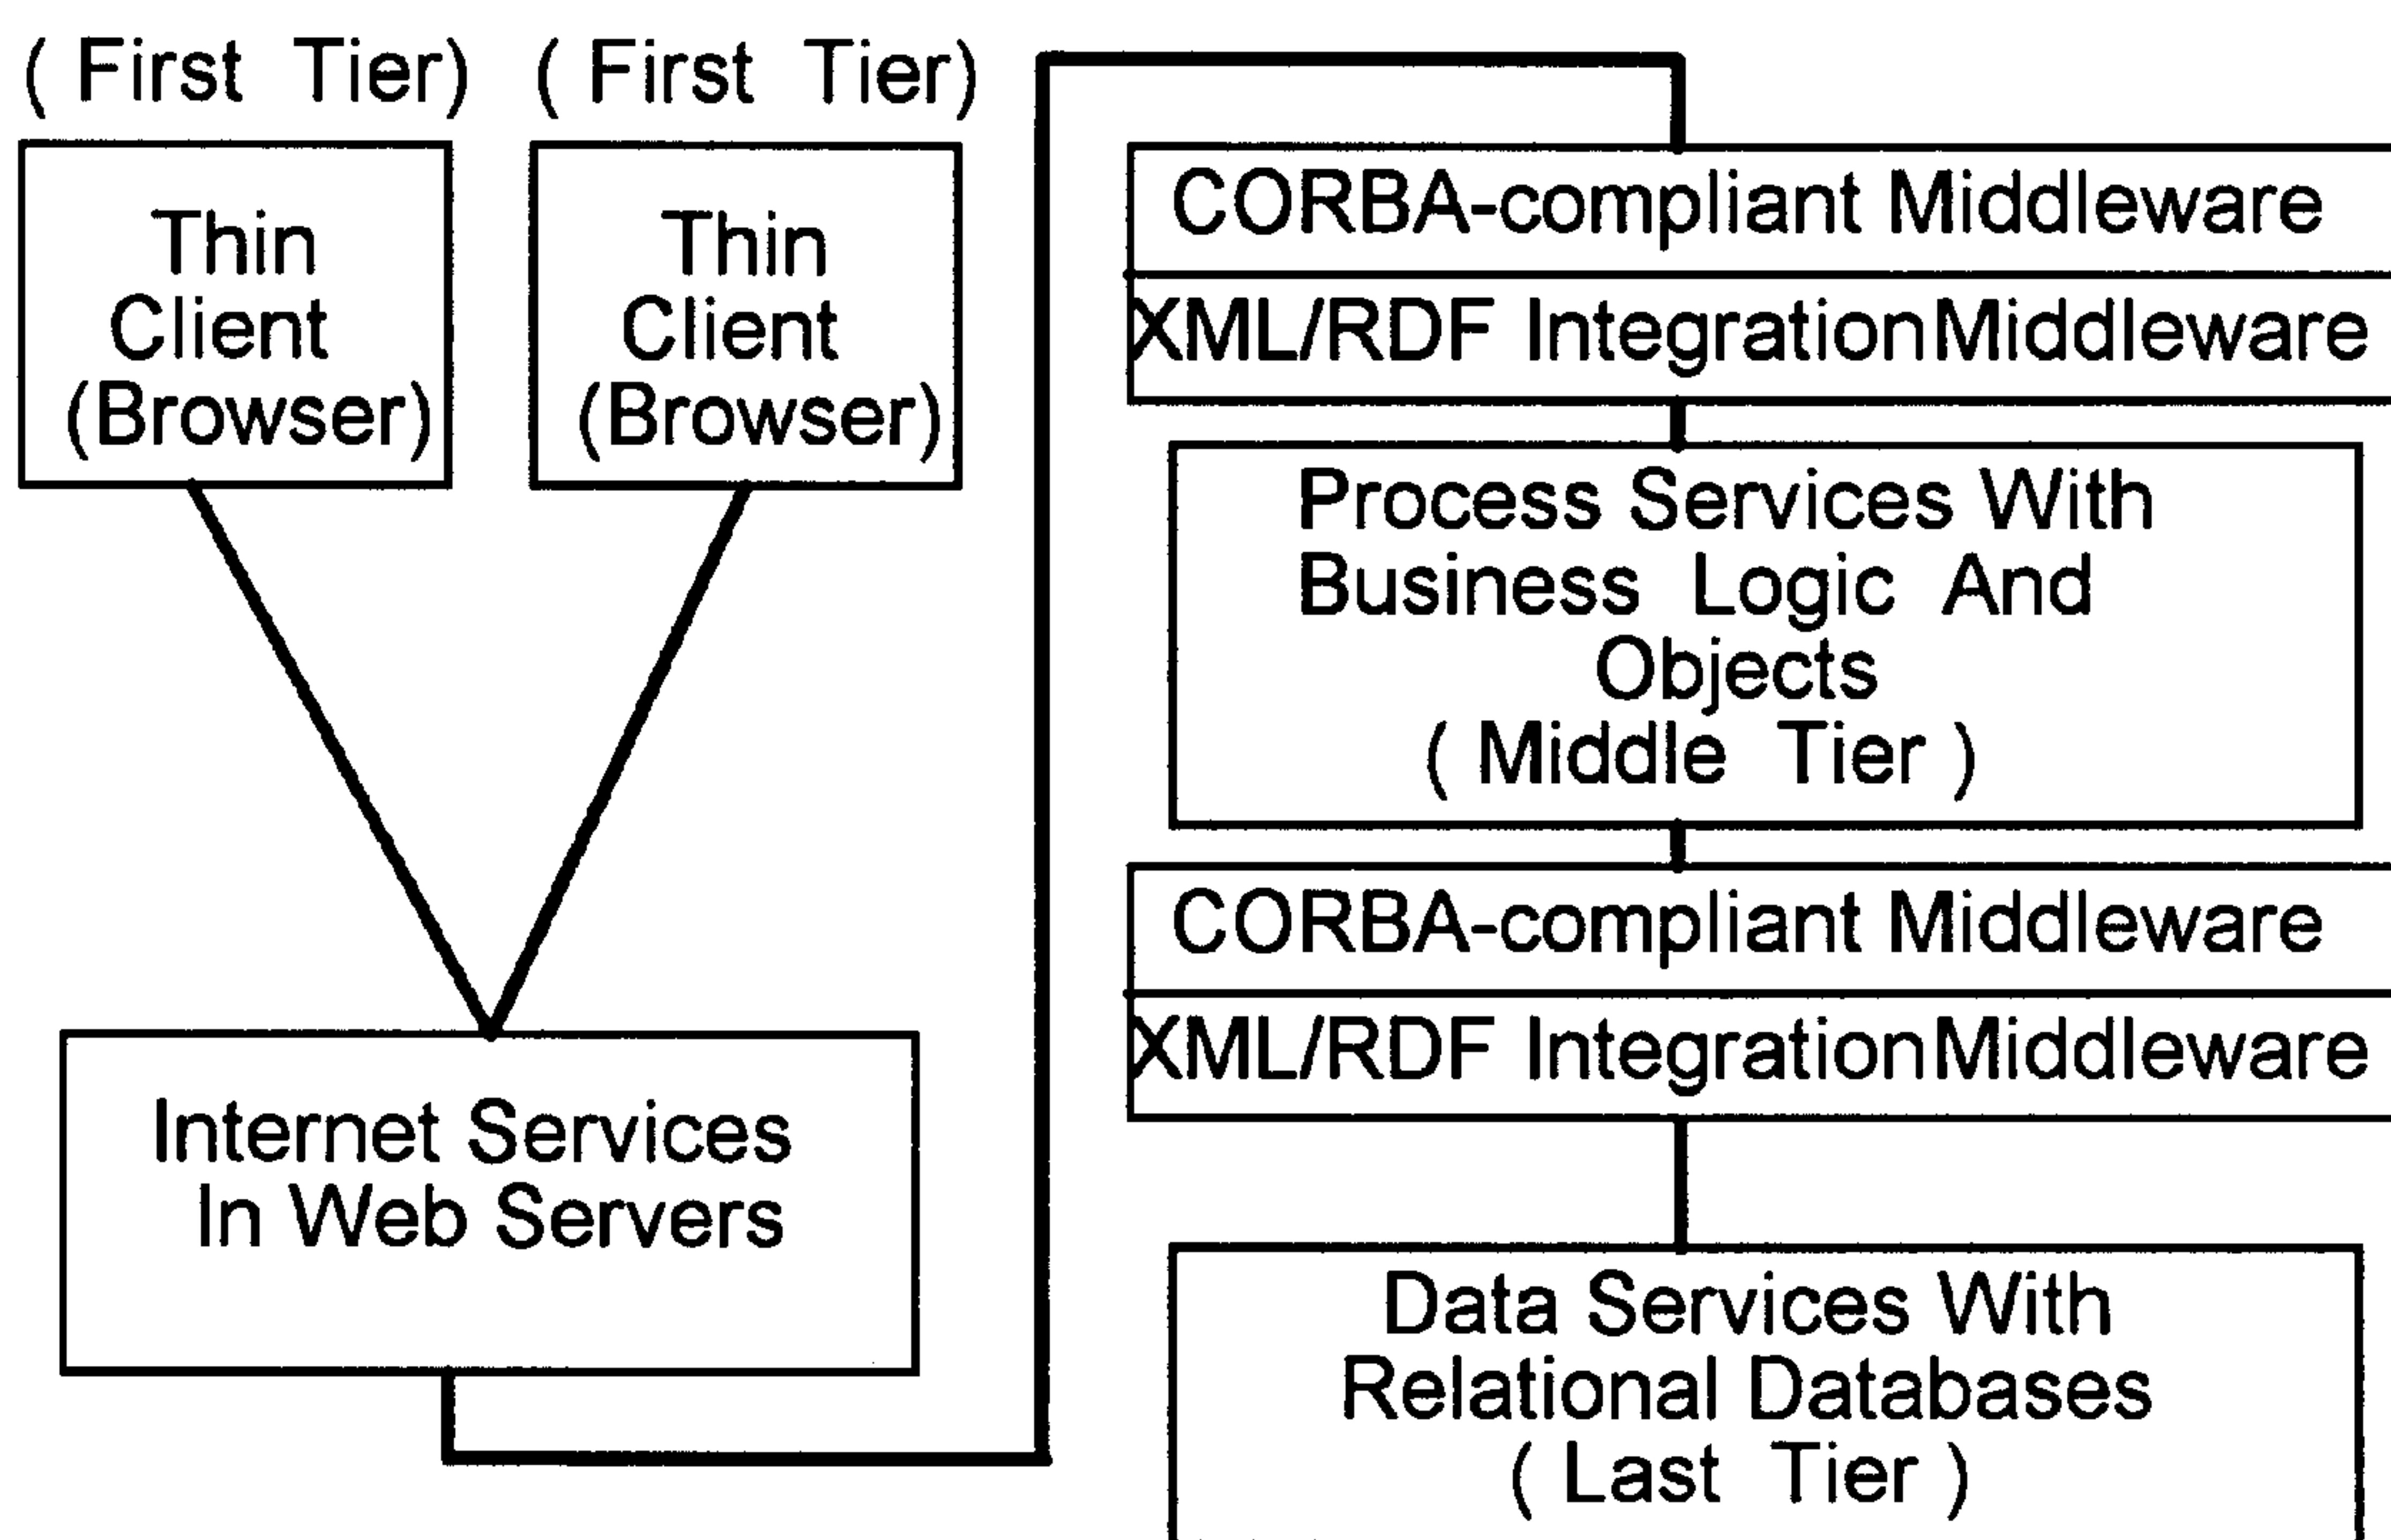 ( First Tier)
( First Tier)
Thin
Client
(Browser)
Thin
Client
(Browser)
Internet Services
In Web Servers
CORBA-compliant Middleware
XML/RDF Integration Middleware
Process Services With
Business Logic And
Objects
( Middle Tier )
CORBA-compliant Middleware
XML/RDF Integration Middleware
Data Services With
Relational Databases
( Last Tier )